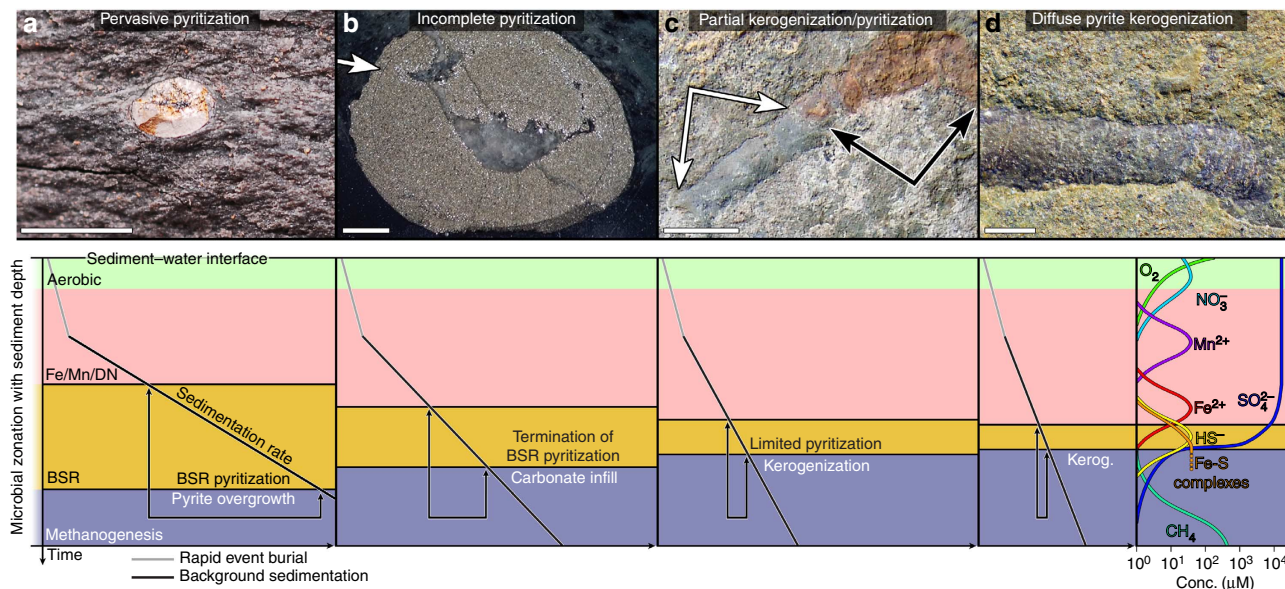 a Pervasive pyritization
b Incomplete pyritization
c Partial kerogenization/pyritization
d Diffuse pyrite kerogenization
Microbial zonation with sediment depth
Sediment–water interface
Aerobic
Fe/Mn/DN
Sedimentation rate
BSR
BSR pyritization
Pyrite overgrowth
Methanogenesis
Time
Termination of
BSR pyritization
Carbonate infill
Limited pyritization
Kerogenization
Kerog.
O₂
NO₃⁻
Mn²⁺
Fe²⁺
SO₄²⁻
HS⁻
Fe-S
complexes
CH₄
10⁰ 10¹ 10² 10³ 10⁴
Conc. (μM)
Rapid event burial
Background sedimentation